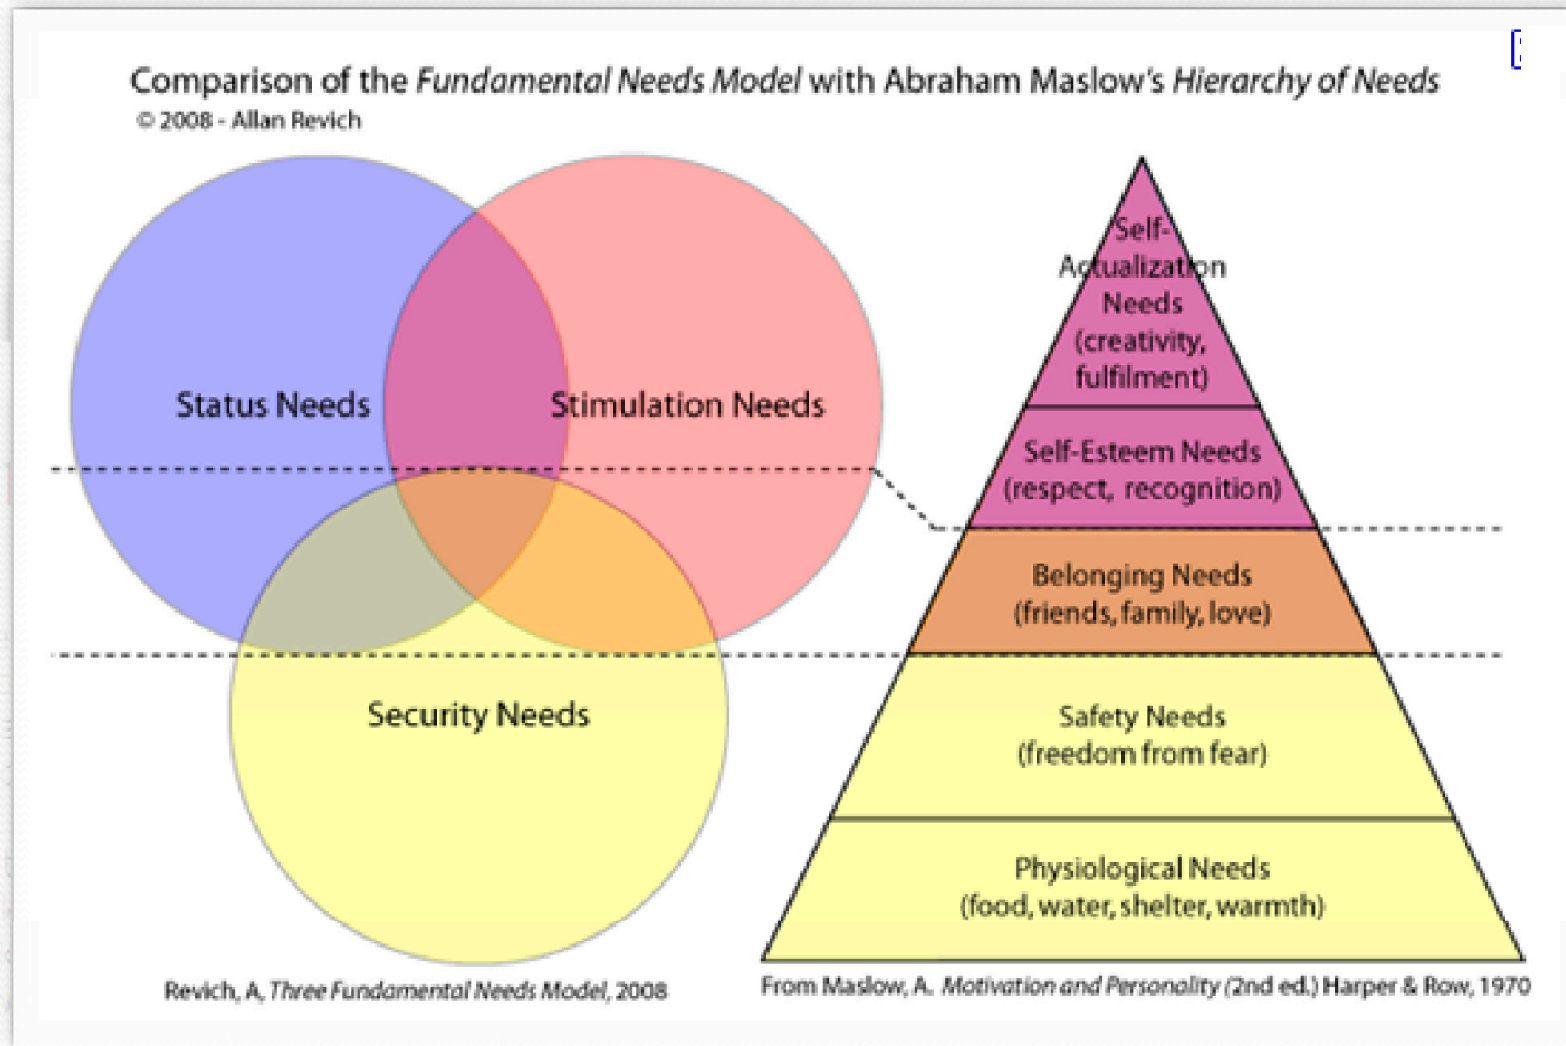 Comparison of the Fundamental Needs Model with Abraham Maslow's Hierarchy of Needs
© 2008 - Allan Revich
Status Needs
Stimulation Needs
Security Needs
Revich, A, Three Fundamental Needs Model, 2008
Self-
Actualization
Needs
(creativity,
fulfilment)
Self-Esteem Needs
(respect, recognition)
Belonging Needs
(friends, family, love)
Safety Needs
(freedom from fear)
Physiological Needs
(food, water, shelter, warmth)
From Maslow, A. Motivation and Personality (2nd ed.) Harper & Row, 1970